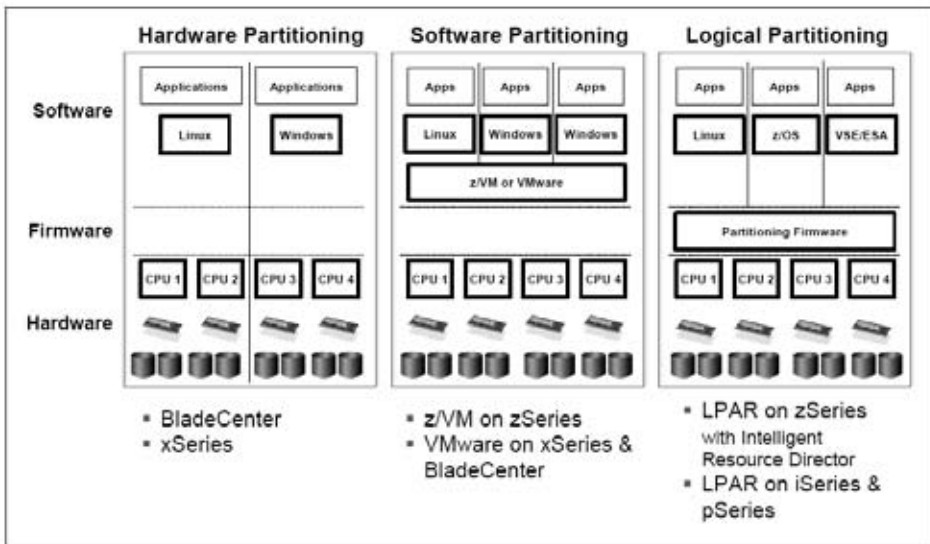 Hardware Partitioning
Software Partitioning
Logical Partitioning
Software
Applications
Applications
Apps
Apps
Apps
Apps
Apps
Apps
Linux
Windows
Linux
Windows
Windows
Linux
z/OS
VSE/ESA
z/VM or VMware
Firmware
Partitioning Firmware
CPU 1
CPU 2
CPU 3
CPU 4
CPU 1
CPU 2
CPU 3
CPU 4
CPU 1
CPU 2
CPU 3
CPU 4
Hardware
▪ BladeCenter
▪ xSeries
▪ z/VM on zSeries
▪ VMware on xSeries &
BladeCenter
▪ LPAR on zSeries
with Intelligent
Resource Director
▪ LPAR on iSeries &
pSeries